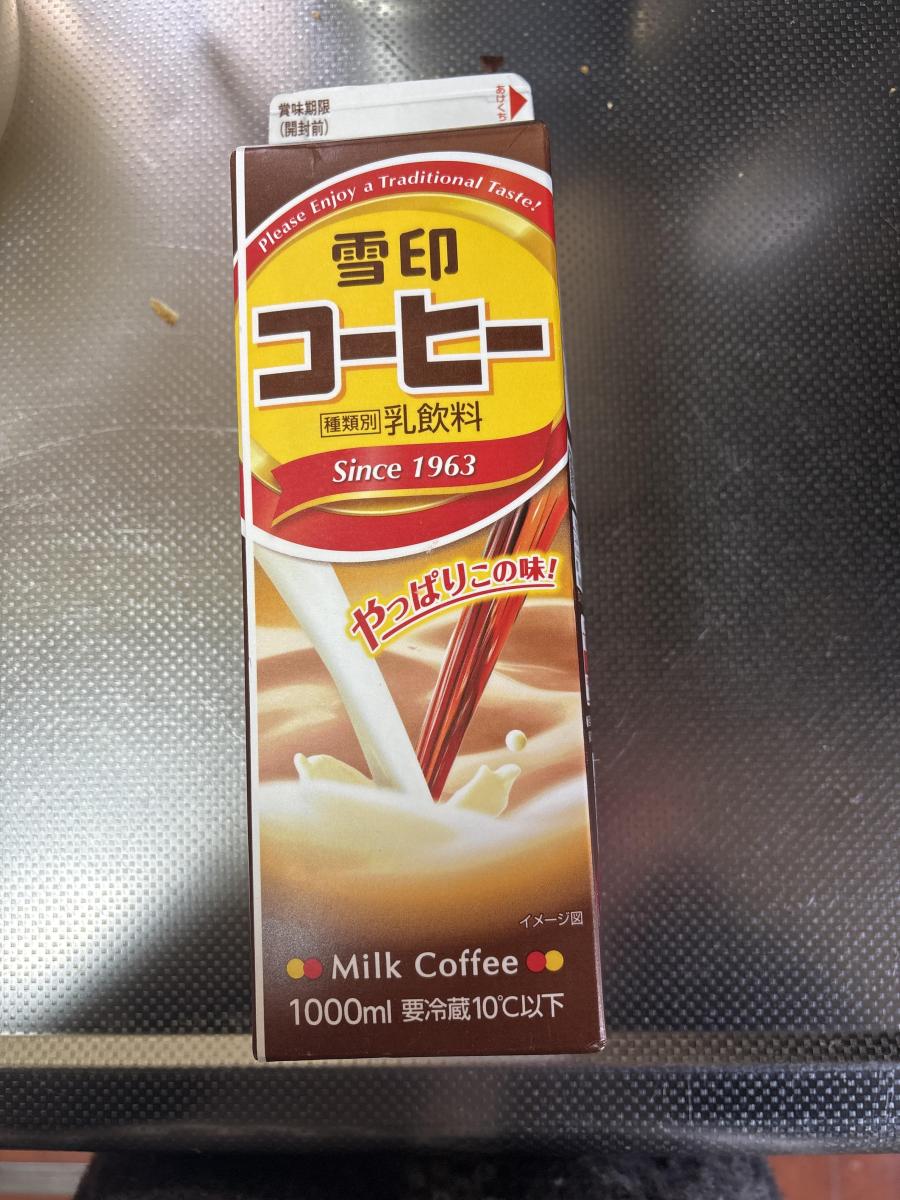 賞味期限
(開封前)
あけくち
Please Enjoy a Traditional Taste!
雪印
コーヒー
種類別 乳飲料
Since 1963
やっぱりこの味!
イメージ図
Milk Coffee
1000ml 要冷蔵10℃以下